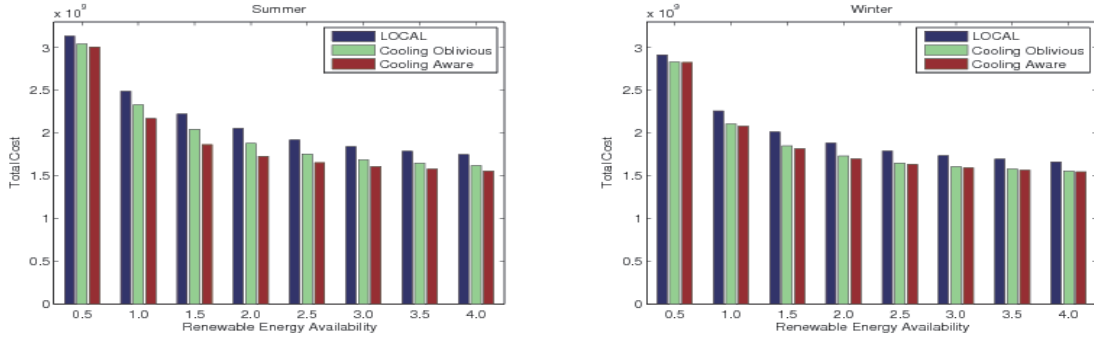 x 10^9
Summer
LOCAL
Cooling Oblivious
Cooling Aware
3
2.5
2
1.5
1
0.5
0
Total Cost
0.5 1.0 1.5 2.0 2.5 3.0 3.5 4.0
Renewable Energy Availability
x 10^9
Winter
LOCAL
Cooling Oblivious
Cooling Aware
3
2.5
2
1.5
1
0.5
0
Total Cost
0.5 1.0 1.5 2.0 2.5 3.0 3.5 4.0
Renewable Energy Availability